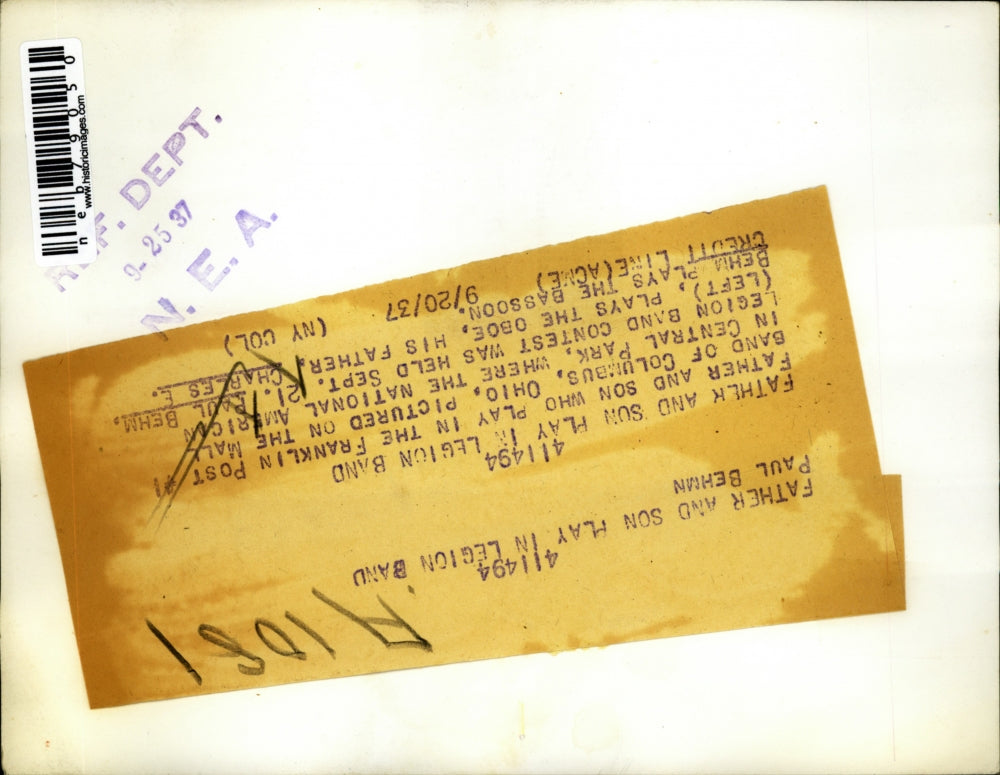 neb79050
www.historicimages.com
REF. DEPT.
9-25 37
N. E. A.
411494
FATHER AND SON PLAY IN LEGION BAND
PAUL BEHMN
411494
FATHER AND SON PLAY IN LEGION BAND
FATHER AND SON WHO PLAY IN THE FRANKLIN POST #1
BAND OF COLUMBUS, OHIO, PICTURED ON THE MALL
IN CENTRAL PARK, WHERE THE NATIONAL AMERICAN
LEGION BAND CONTEST WAS HELD SEPT. 21. PAUL BEHM,
(LEFT), PLAYS THE OBOE, HIS FATHER, CHARLES E.
BEHM PLAYS THE BASSOON.
CREDIT LINE(ACME) 9/20/37 (NY COL)